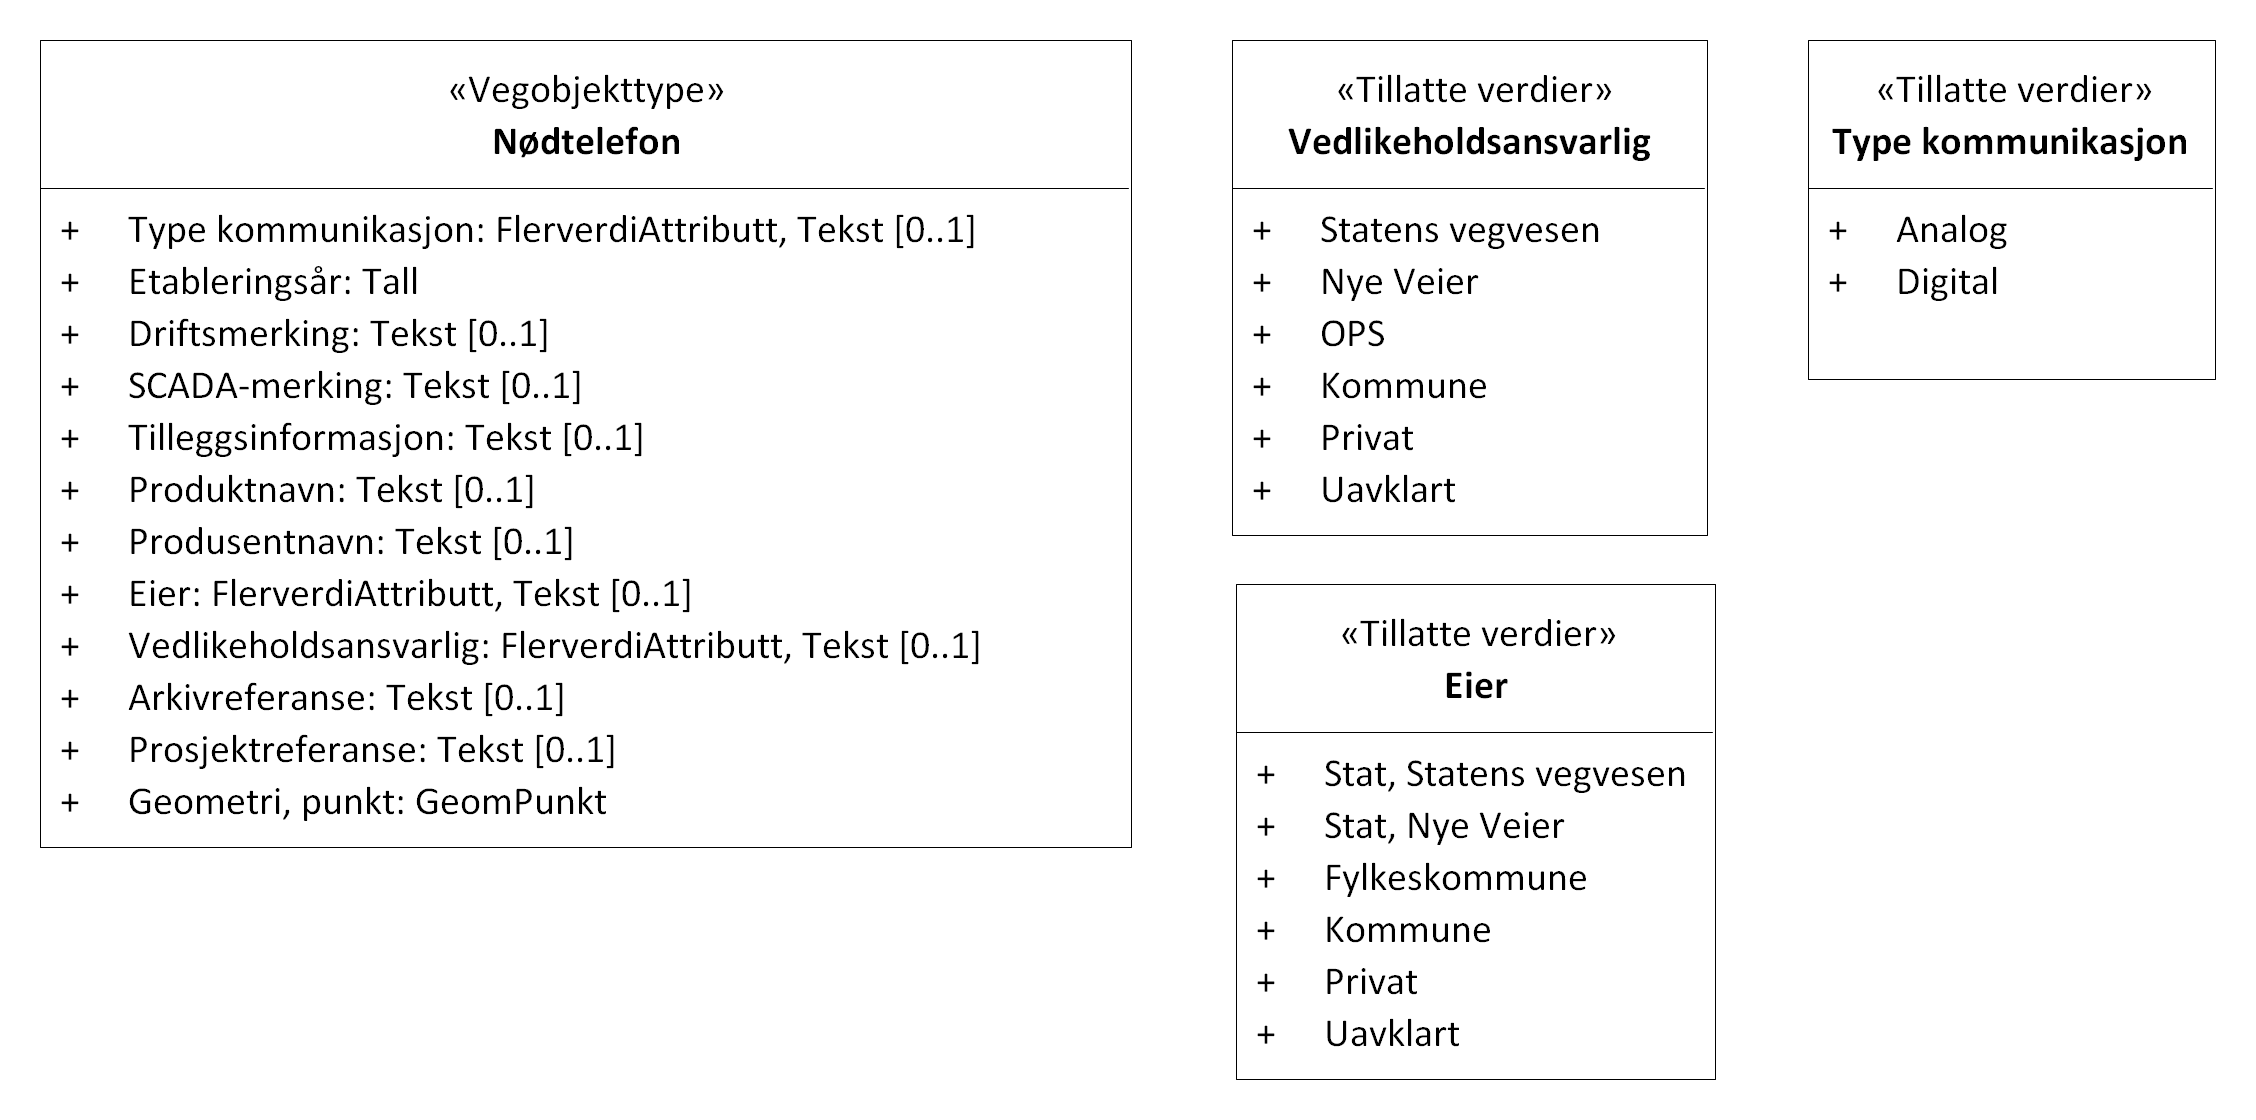 «Vegobjekttype»
Nødtelefon
+ Type kommunikasjon: FlerverdiAttributt, Tekst [0..1]
+ Etableringsår: Tall
+ Driftsmerking: Tekst [0..1]
+ SCADA-merking: Tekst [0..1]
+ Tilleggsinformasjon: Tekst [0..1]
+ Produktnavn: Tekst [0..1]
+ Produsentnavn: Tekst [0..1]
+ Eier: FlerverdiAttributt, Tekst [0..1]
+ Vedlikeholdsansvarlig: FlerverdiAttributt, Tekst [0..1]
+ Arkivreferanse: Tekst [0..1]
+ Prosjektreferanse: Tekst [0..1]
+ Geometri, punkt: GeomPunkt
«Tillatte verdier»
Vedlikeholdsansvarlig
+ Statens vegvesen
+ Nye Veier
+ OPS
+ Kommune
+ Privat
+ Uavklart
«Tillatte verdier»
Type kommunikasjon
+ Analog
+ Digital
«Tillatte verdier»
Eier
+ Stat, Statens vegvesen
+ Stat, Nye Veier
+ Fylkeskommune
+ Kommune
+ Privat
+ Uavklart